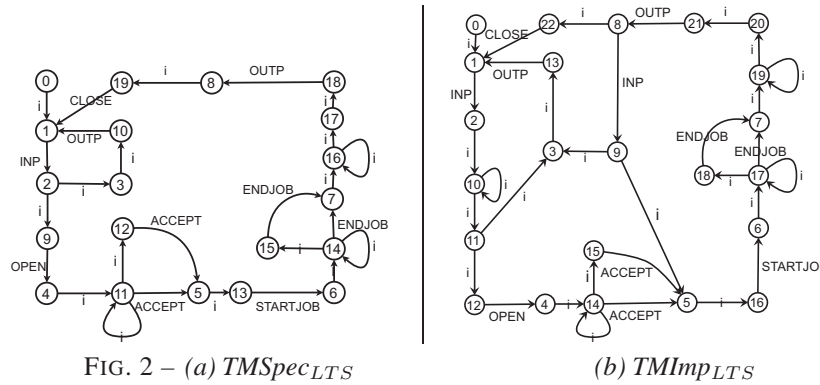 0 CLOSE 22 i 8 OUTP 21 i 20
i i i
0 19 i 8 OUTP 18 1 OUTP 13 INP 19 i
i CLOSE i INP i
1 10 17 2 7
OUTP i ENDJOB
INP i i i 3 i 9 ENDJOB
2 i 3 16 i 10 i 18 i 17 i
i ENDJOB i i i
9 12 ACCEPT 7 11 i i 6
OPEN i ENDJOB i 15 STARTJO
15 i 14 i i ACCEPT
4 i 11 ACCEPT 5 i 13 STARTJOB 6 12 OPEN 4 i 14 ACCEPT 5 i 16
i i
FIG. 2 – (a) TMSpecLTS (b) TMImpLTS